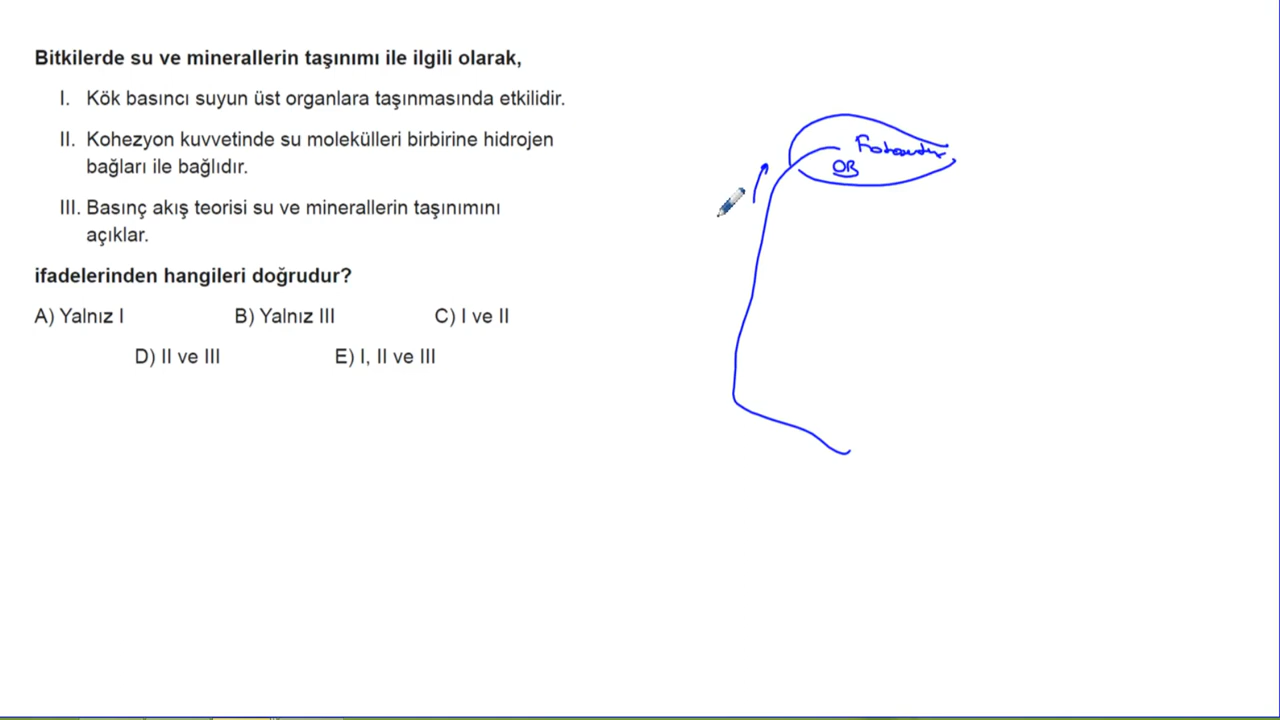 Bitkilerde su ve minerallerin taşınımı ile ilgili olarak,
I. Kök basıncı suyun üst organlara taşınmasında etkilidir.
II. Kohezyon kuvvetinde su molekülleri birbirine hidrojen
bağları ile bağlıdır.
III. Basınç akış teorisi su ve minerallerin taşınımını
açıklar.
ifadelerinden hangileri doğrudur?
A) Yalnız I B) Yalnız III C) I ve II
D) II ve III E) I, II ve III
OB